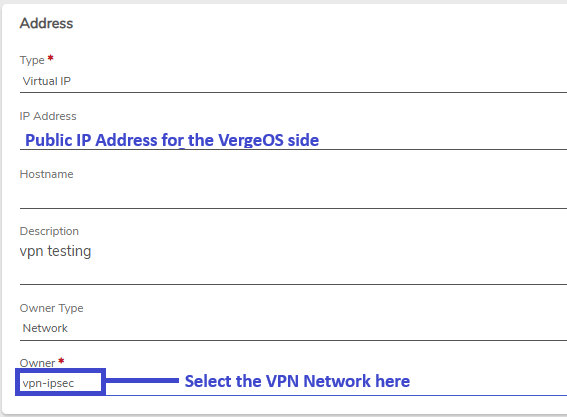 Address
Type *
Virtual IP
IP Address
Public IP Address for the VergeOS side
Hostname
Description
vpn testing
Owner Type
Network
Owner *
vpn-ipsec Select the VPN Network here